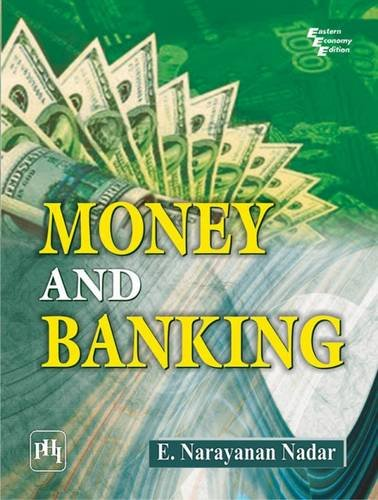 Eastern
Economy
Edition
MONEY
AND
BANKING
PHI
E. Narayanan Nadar